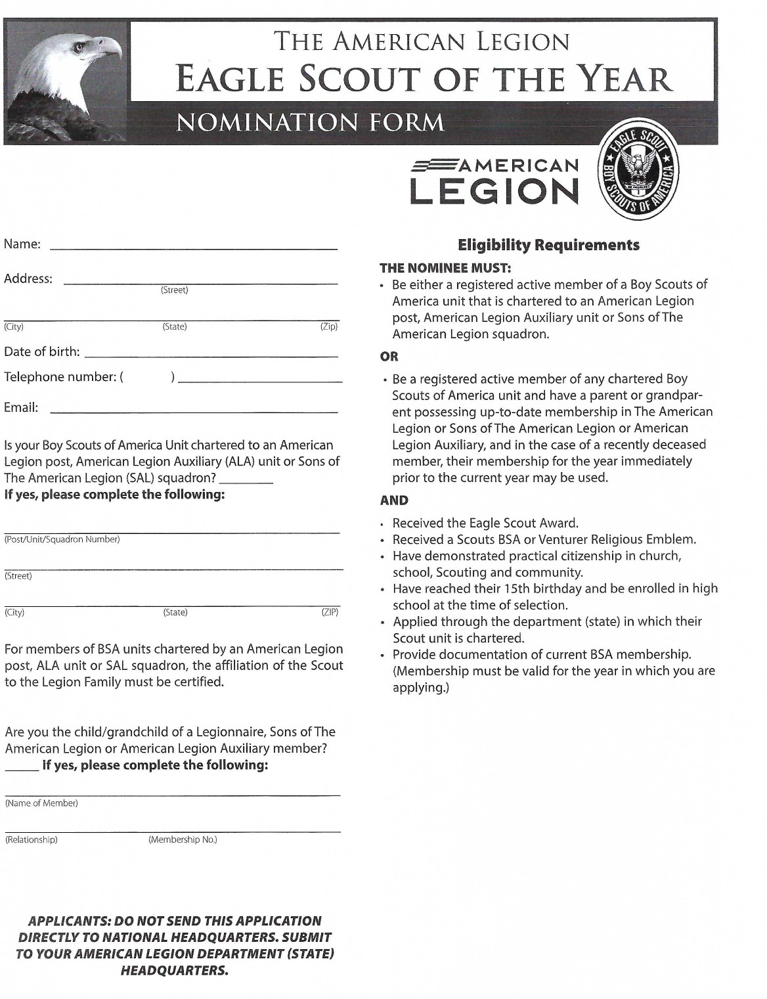 THE AMERICAN LEGION
EAGLE SCOUT OF THE YEAR
NOMINATION FORM
AMERICAN
LEGION
EAGLE SCOUT
BOY SCOUTS OF AMERICA
BE PREPARED
Name:
Address:
(Street)
(City) (State) (Zip)
Date of birth:
Telephone number: ( )
Email:
Is your Boy Scouts of America Unit chartered to an American
Legion post, American Legion Auxiliary (ALA) unit or Sons of
The American Legion (SAL) squadron?
If yes, please complete the following:
(Post/Unit/Squadron Number)
(Street)
(City) (State) (ZIP)
For members of BSA units chartered by an American Legion
post, ALA unit or SAL squadron, the affiliation of the Scout
to the Legion Family must be certified.
Are you the child/grandchild of a Legionnaire, Sons of The
American Legion or American Legion Auxiliary member?
_____ If yes, please complete the following:
(Name of Member)
(Relationship) (Membership No.)
APPLICANTS: DO NOT SEND THIS APPLICATION
DIRECTLY TO NATIONAL HEADQUARTERS. SUBMIT
TO YOUR AMERICAN LEGION DEPARTMENT (STATE)
HEADQUARTERS.
Eligibility Requirements
THE NOMINEE MUST:
• Be either a registered active member of a Boy Scouts of
America unit that is chartered to an American Legion
post, American Legion Auxiliary unit or Sons of The
American Legion squadron.
OR
• Be a registered active member of any chartered Boy
Scouts of America unit and have a parent or grandpar-
ent possessing up-to-date membership in The American
Legion or Sons of The American Legion or American
Legion Auxiliary, and in the case of a recently deceased
member, their membership for the year immediately
prior to the current year may be used.
AND
• Received the Eagle Scout Award.
• Received a Scouts BSA or Venturer Religious Emblem.
• Have demonstrated practical citizenship in church,
school, Scouting and community.
• Have reached their 15th birthday and be enrolled in high
school at the time of selection.
• Applied through the department (state) in which their
Scout unit is chartered.
• Provide documentation of current BSA membership.
(Membership must be valid for the year in which you are
applying.)